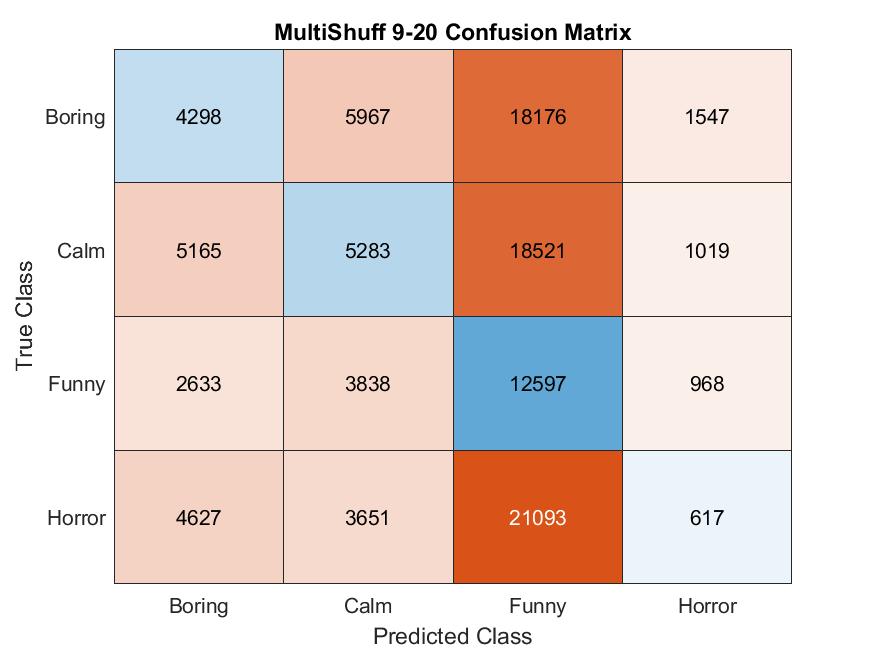 MultiShuff 9-20 Confusion Matrix
Boring 4298 5967 18176 1547
Calm 5165 5283 18521 1019
Funny 2633 3838 12597 968
Horror 4627 3651 21093 617
True Class
Boring Calm Funny Horror
Predicted Class